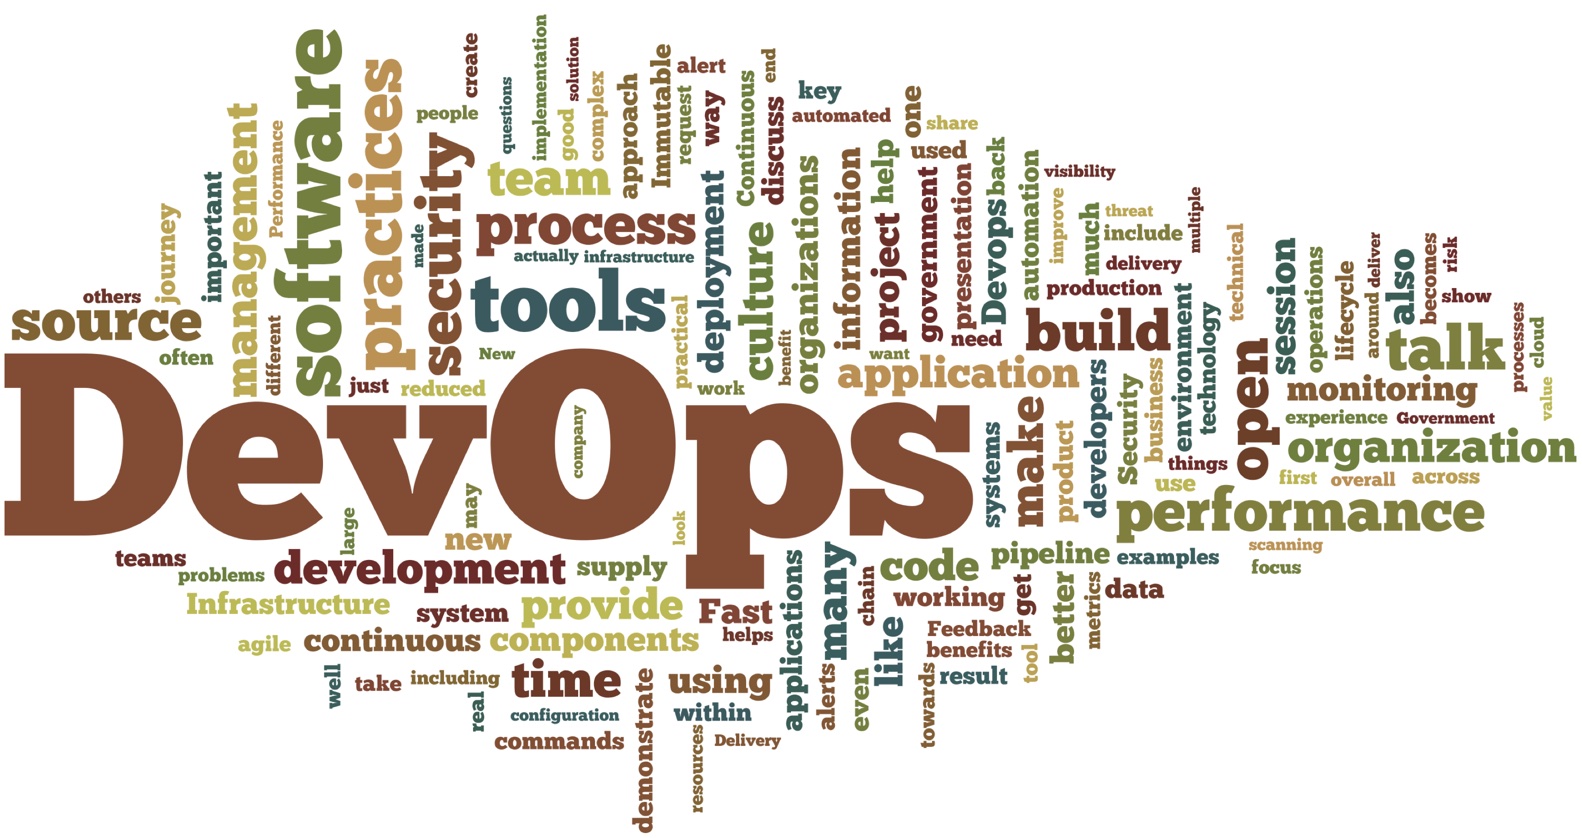 create
implementation
solution
questions
people
good
complex
approach
Immutable
alert
request
way
Continuous
end
discuss
key
automated
one
share
used
software
practices
management
Performance
important
journey
security
made
team
process
actually
infrastructure
tools
deployment
culture
organizations
information
help
project
government
presentation
Devops
back
automation
visibility
improve
much
threat
include
multiple
delivery
production
others
source
often
different
just
reduced
New
practical
work
benefit
want
need
build
application
environment
technology
technical
session
operations
lifecycle
around
deliver
also
becomes
risk
show
talk
processes
cloud
value
monitoring
experience
Government
open
organization
first
overall
across
DevOps
company
systems
make
product
developers
Security
business
things
use
performance
scanning
focus
large
may
new
look
teams
problems
development
supply
Infrastructure
system
provide
Fast
helps
agile
continuous
components
applications
many
chain
code
pipeline
examples
working
get
better
metrics
data
Feedback
benefits
like
tool
result
towards
even
alerts
well
take
including
real
time
configuration
commands
demonstrate
using
within
resources
Delivery